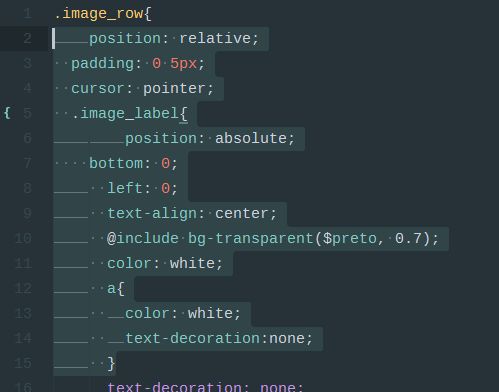 1 .image_row{
2 position: relative;
3 padding: 0 5px;
4 cursor: pointer;
{ 5 .image_label{
6 position: absolute;
7 bottom: 0;
8 left: 0;
9 text-align: center;
10 @include bg-transparent($preto, 0.7);
11 color: white;
12 a{
13 color: white;
14 text-decoration:none;
15 }
16 text-decoration: none;